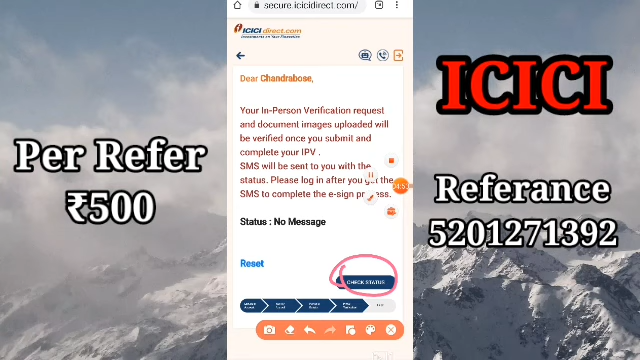 secure.icicidirect.com/
ICICI direct.com
Dear Chandrabose,
Your In-Person Verification request
and document images uploaded will
be verified once you submit and
complete your IPV .
SMS will be sent to you with the
status. Please log in after you get the
SMS to complete the e-sign process.
Status : No Message
Reset
CHECK STATUS
Per Refer
₹500
ICICI
Referance
5201271392